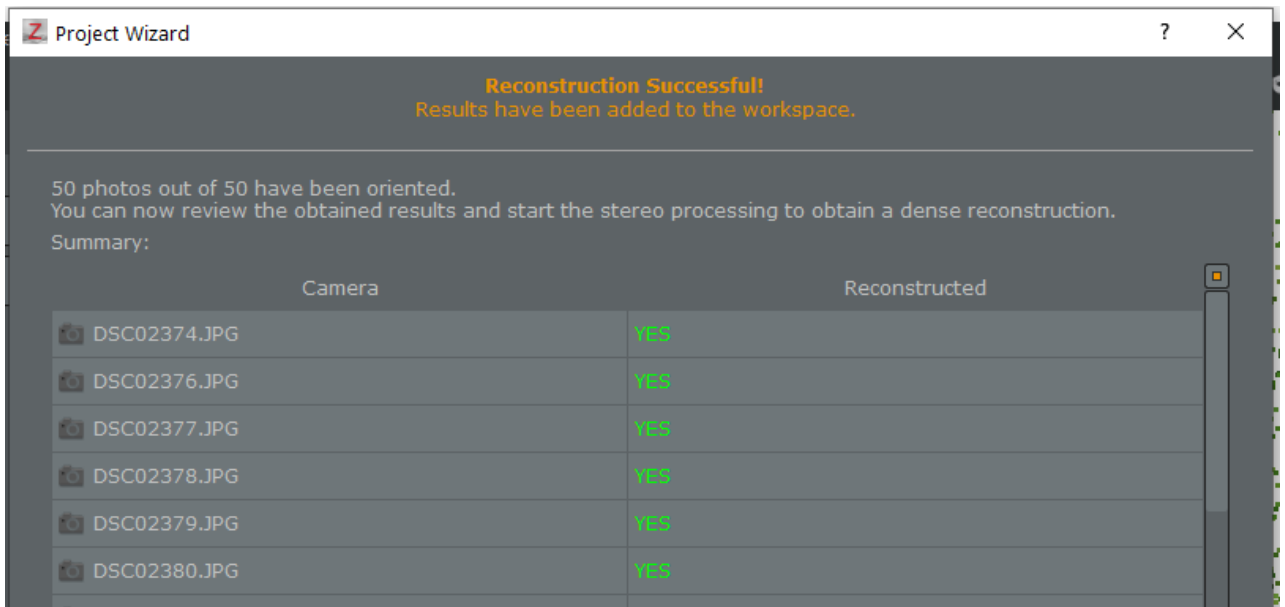 Project Wizard ?
Reconstruction Successful!
Results have been added to the workspace.
50 photos out of 50 have been oriented.
You can now review the obtained results and start the stereo processing to obtain a dense reconstruction.
Summary:
Camera Reconstructed
DSC02374.JPG YES
DSC02376.JPG YES
DSC02377.JPG YES
DSC02378.JPG YES
DSC02379.JPG YES
DSC02380.JPG YES